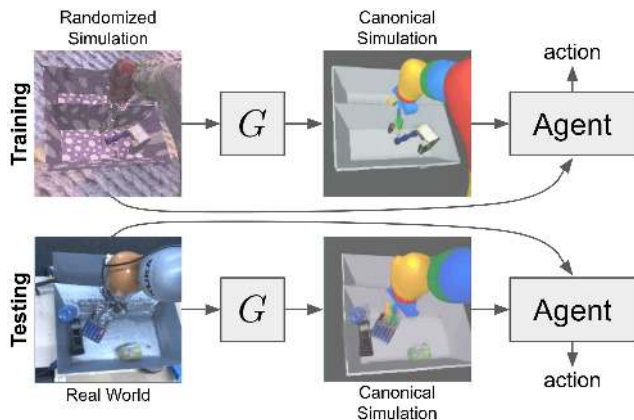 Randomized
Simulation
Canonical
Simulation
Training
G
Agent
action
Testing
G
Agent
action
Real World
Canonical
Simulation